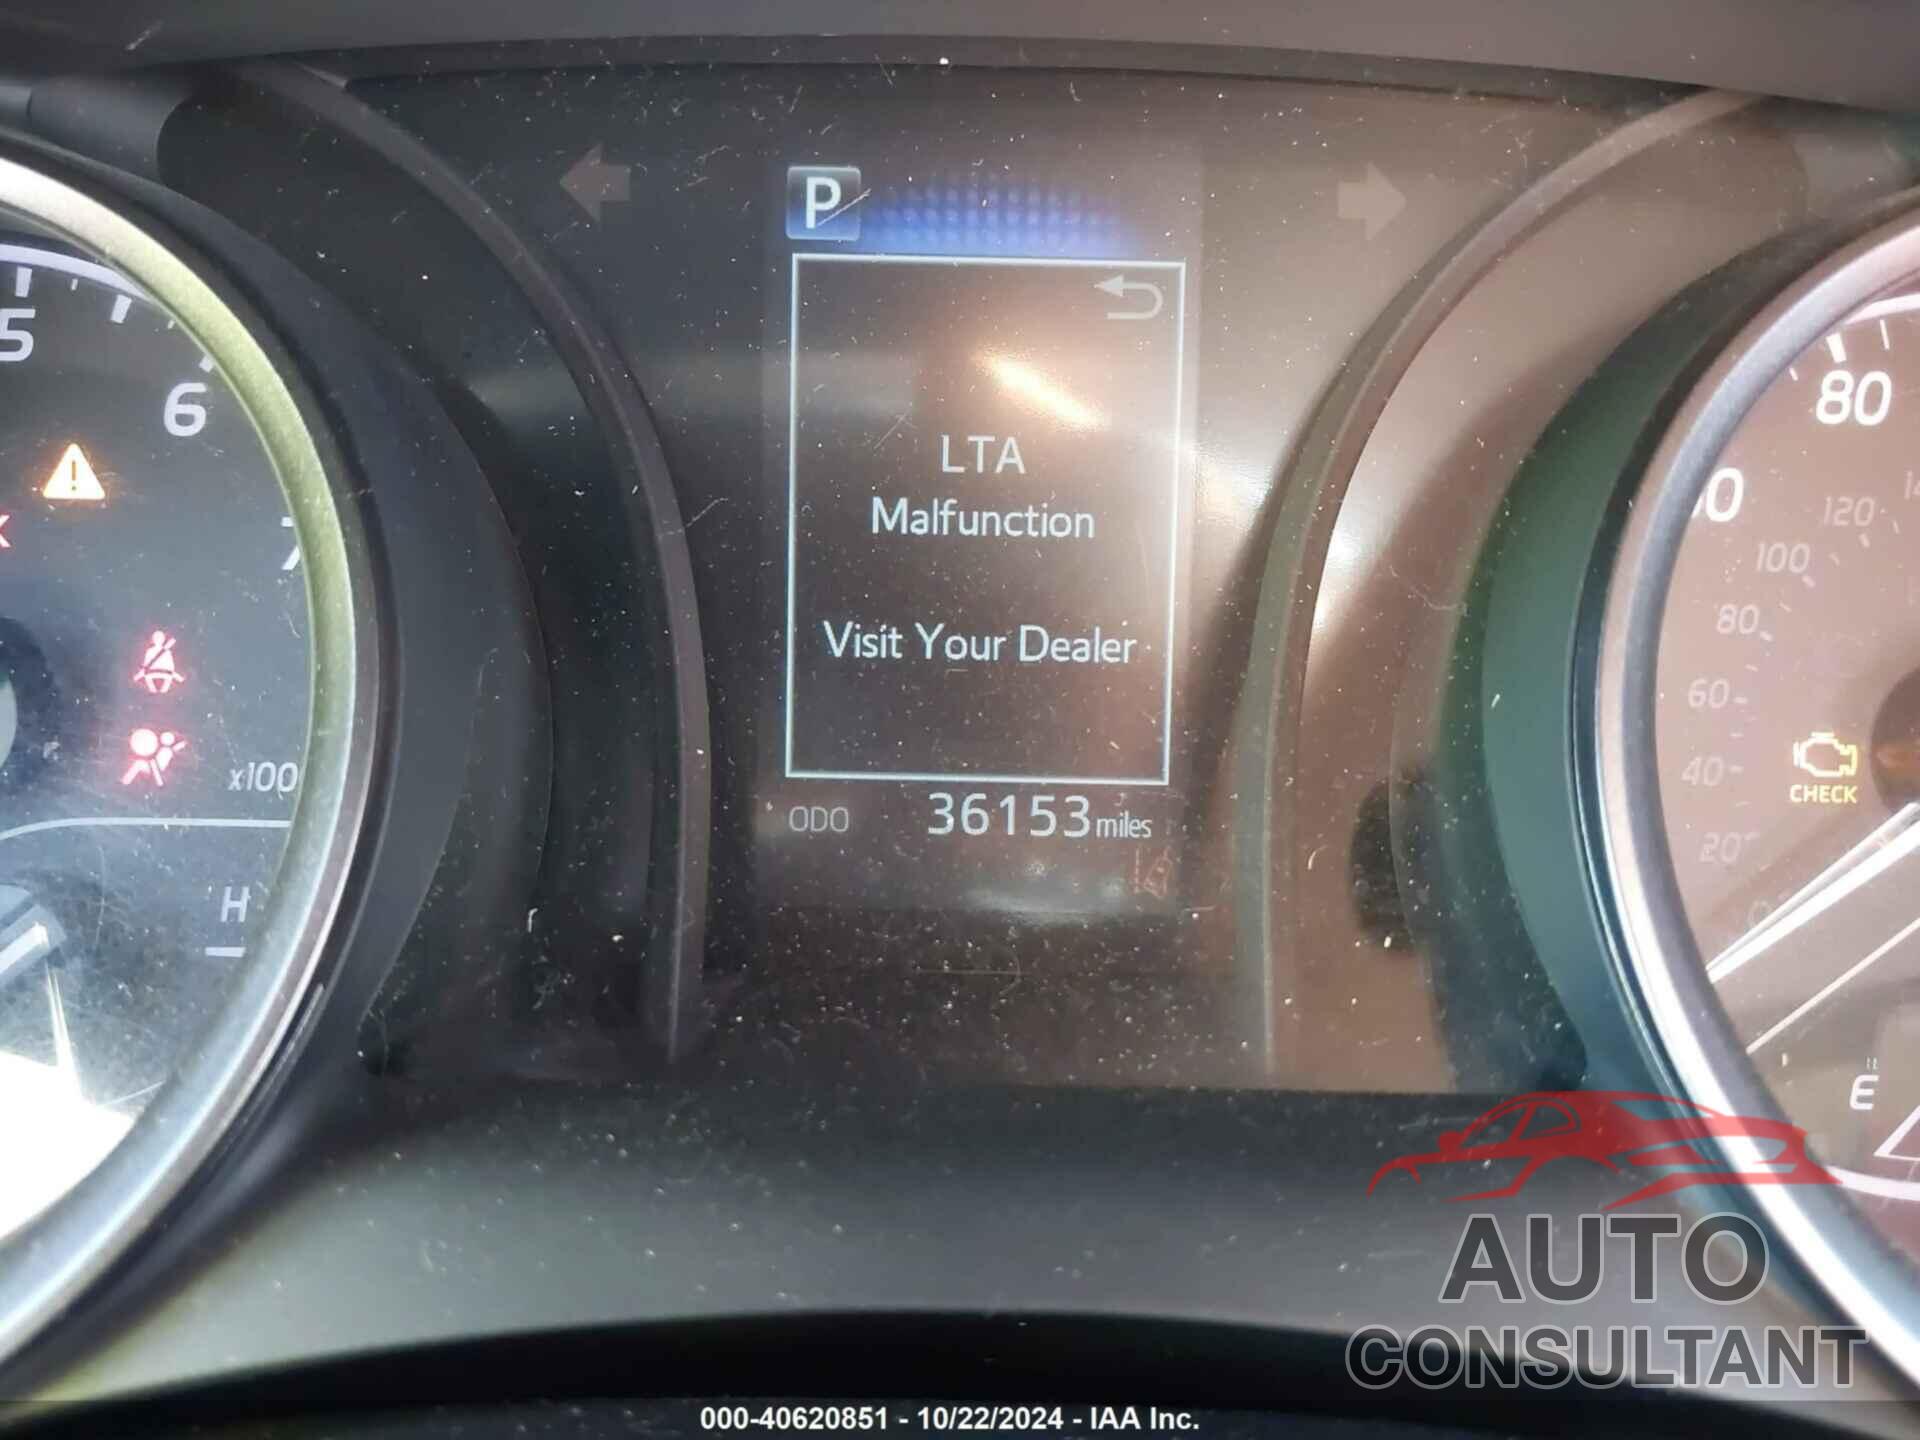 P
5
6
7
x100
H
LTA
Malfunction
Visit Your Dealer
ODO 36153 miles
80
120
100
80
60
40
20
CHECK
E
AUTO
CONSULTANT
000-40620851 - 10/22/2024 - IAA Inc.